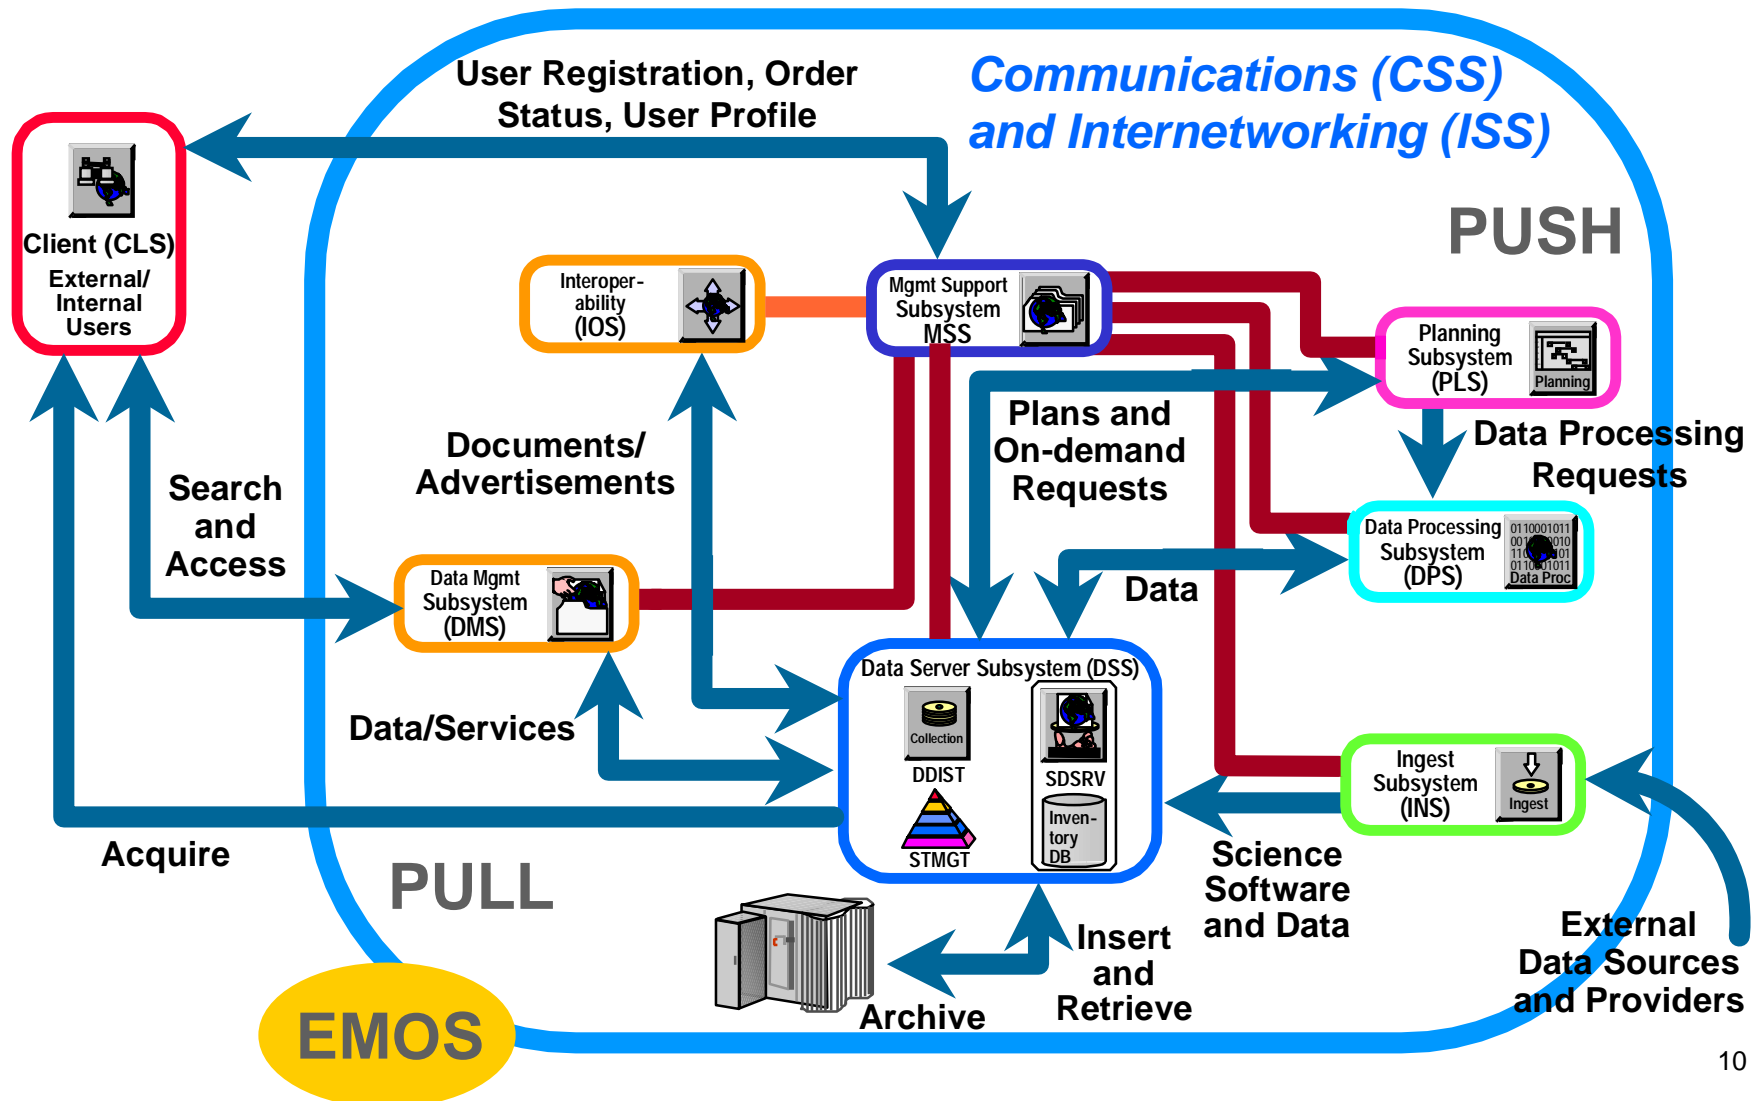 User Registration, Order
Status, User Profile
Communications (CSS)
and Internetworking (ISS)
PUSH
Client (CLS)
External/
Internal
Users
Interoper-
ability
(IOS)
Mgmt Support
Subsystem
MSS
Planning
Subsystem
(PLS)
Planning
Documents/
Advertisements
Plans and
On-demand
Requests
Data Processing
Requests
Search
and
Access
Data Mgmt
Subsystem
(DMS)
Data Processing
Subsystem
(DPS)
0110001011
Data Proc
Data
Data Server Subsystem (DSS)
Collection
DDIST
SDSRV
STMGT
Inven-
tory
DB
Data/Services
Ingest
Subsystem
(INS)
Ingest
Acquire
PULL
Science
Software
and Data
Insert
and
Retrieve
Archive
External
Data Sources
and Providers
EMOS
10